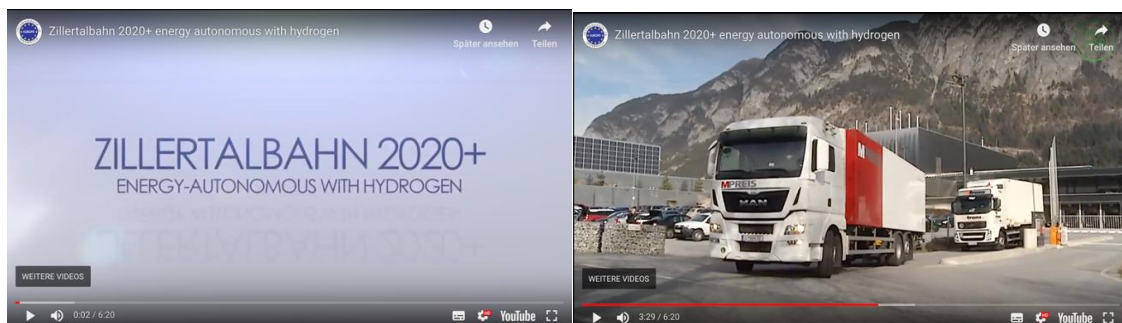 Zillertalbahn 2020+ energy autonomous with hydrogen
Später ansehen
Teilen
ZILLERTALBAHN 2020+
ENERGY-AUTONOMOUS WITH HYDROGEN
WEITERE VIDEOS
0:02 / 6:20
YouTube
Zillertalbahn 2020+ energy autonomous with hydrogen
Später ansehen
Teilen
MPREIS
MAN
WEITERE VIDEOS
3:29 / 6:20
YouTube